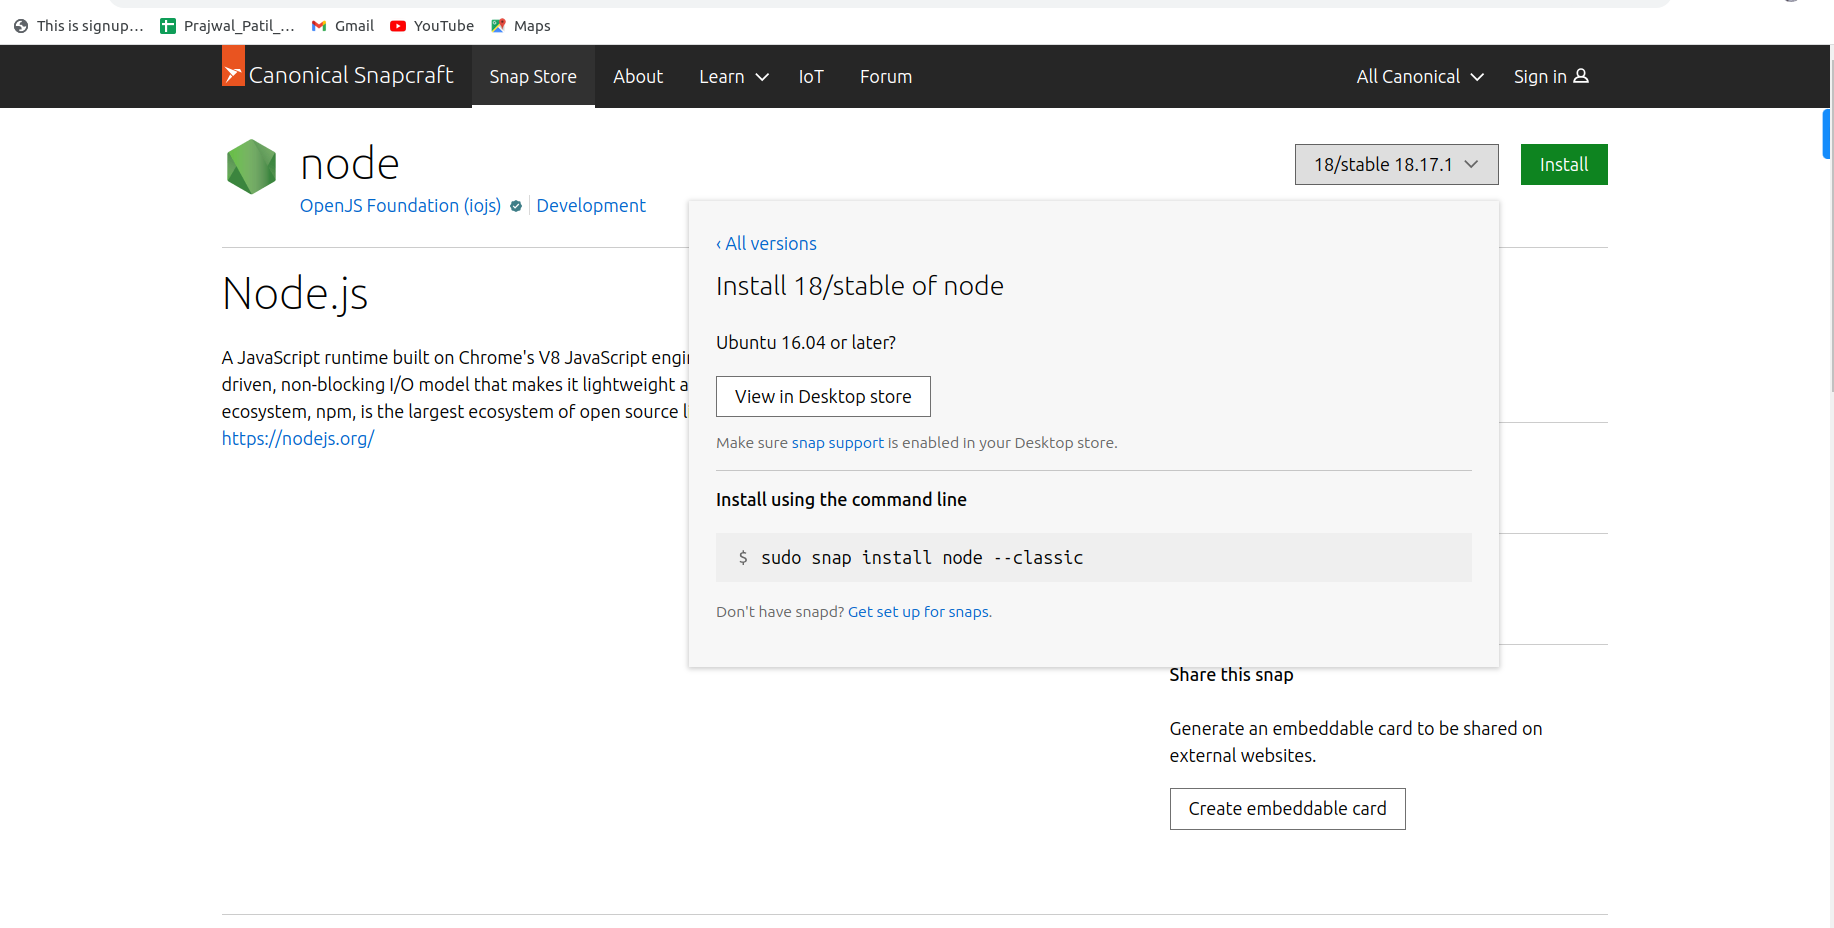 This is signup...
Prajwal_Patil_...
Gmail
YouTube
Maps
Canonical Snapcraft
Snap Store
About
Learn
IoT
Forum
All Canonical
Sign in
node
18/stable 18.17.1
Install
OpenJS Foundation (iojs)
Development
‹ All versions
Install 18/stable of node
Ubuntu 16.04 or later?
View in Desktop store
Make sure snap support is enabled in your Desktop store.
Install using the command line
$ sudo snap install node --classic
Don't have snapd? Get set up for snaps.
Node.js
A JavaScript runtime built on Chrome's V8 JavaScript
driven, non-blocking I/O model that makes it lightweight
ecosystem, npm, is the largest ecosystem of open source
https://nodejs.org/
Share this snap
Generate an embeddable card to be shared on
external websites.
Create embeddable card